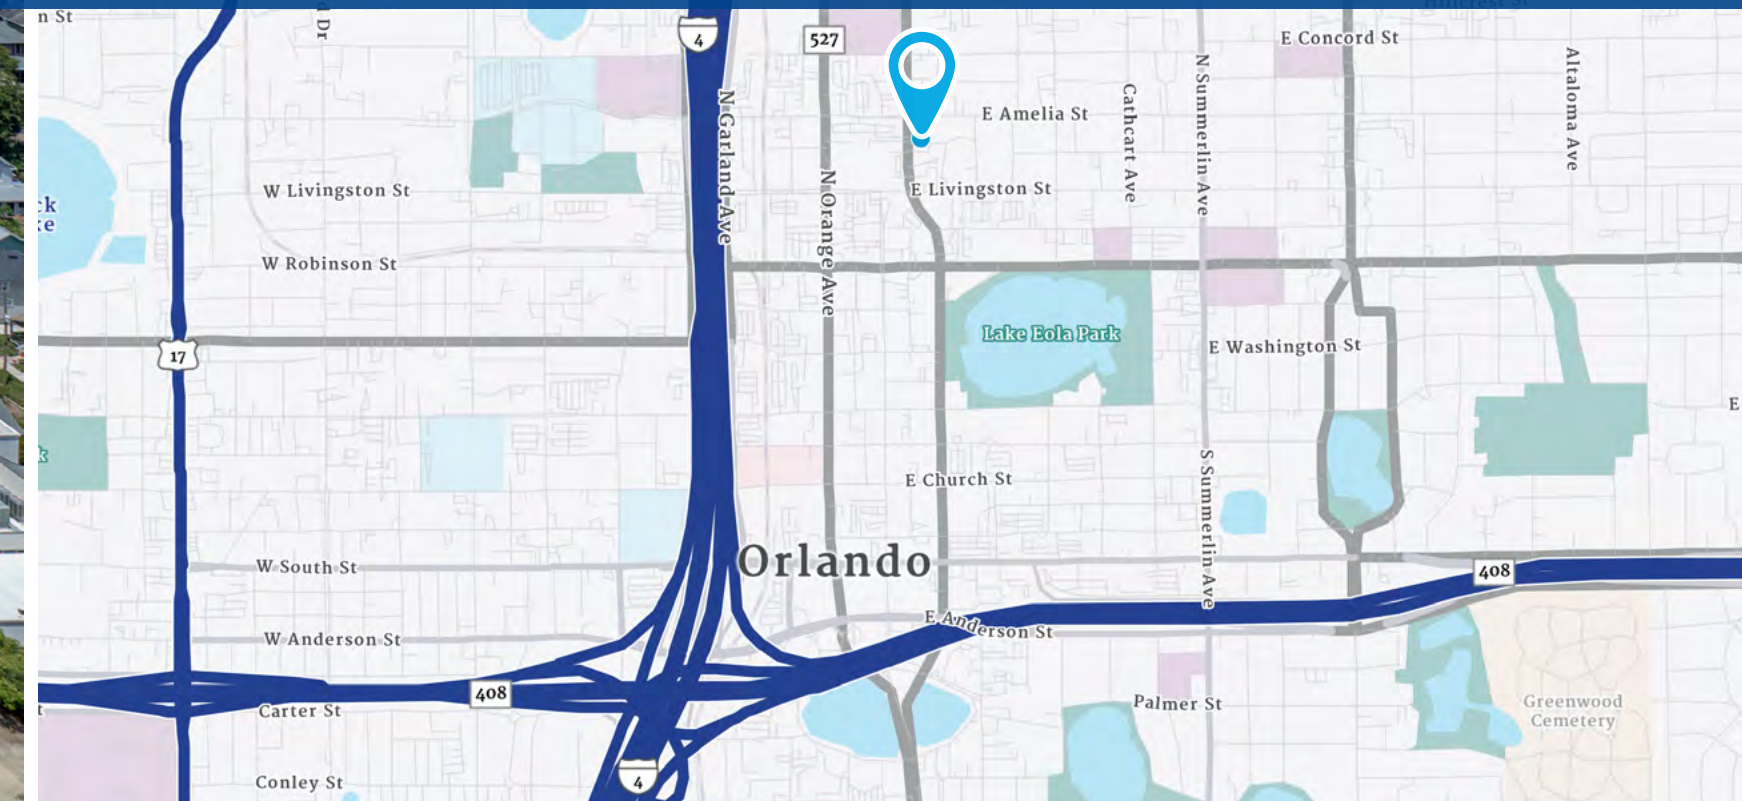 n St
4
527
E Concord St
N Garland Ave
E Amelia St
Cathcart Ave
N Summerlin Ave
Altaloma Ave
W Livingston St
E Livingston St
N Orange Ave
W Robinson St
Lake Eola Park
E Washington St
17
E
E Church St
S Summerlin Ave
Orlando
W South St
408
W Anderson St
E Anderson St
408
Carter St
Palmer St
Greenwood
Cemetery
4
Conley St